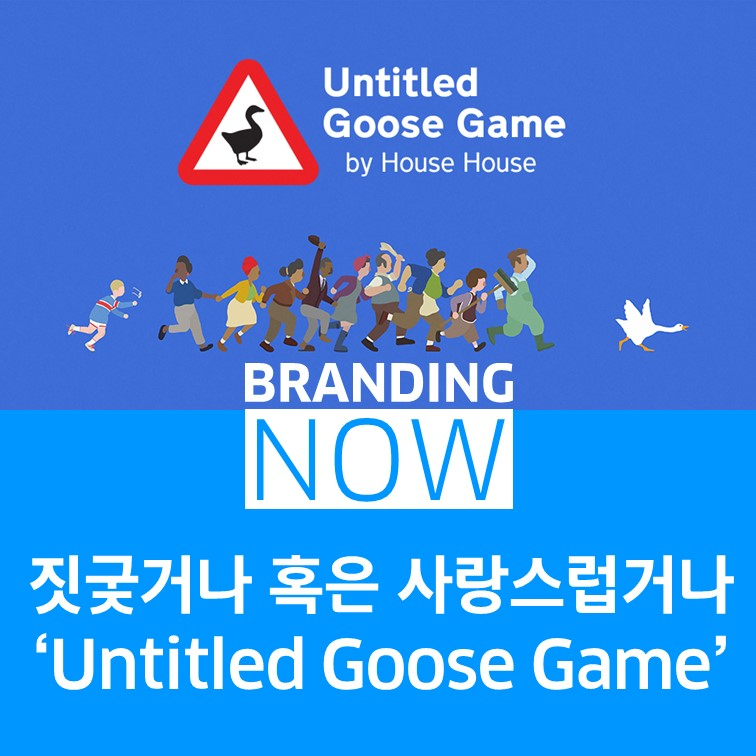 Untitled
Goose Game
by House House
BRANDING
NOW
짓궂거나 혹은 사랑스럽거나
‘Untitled Goose Game’